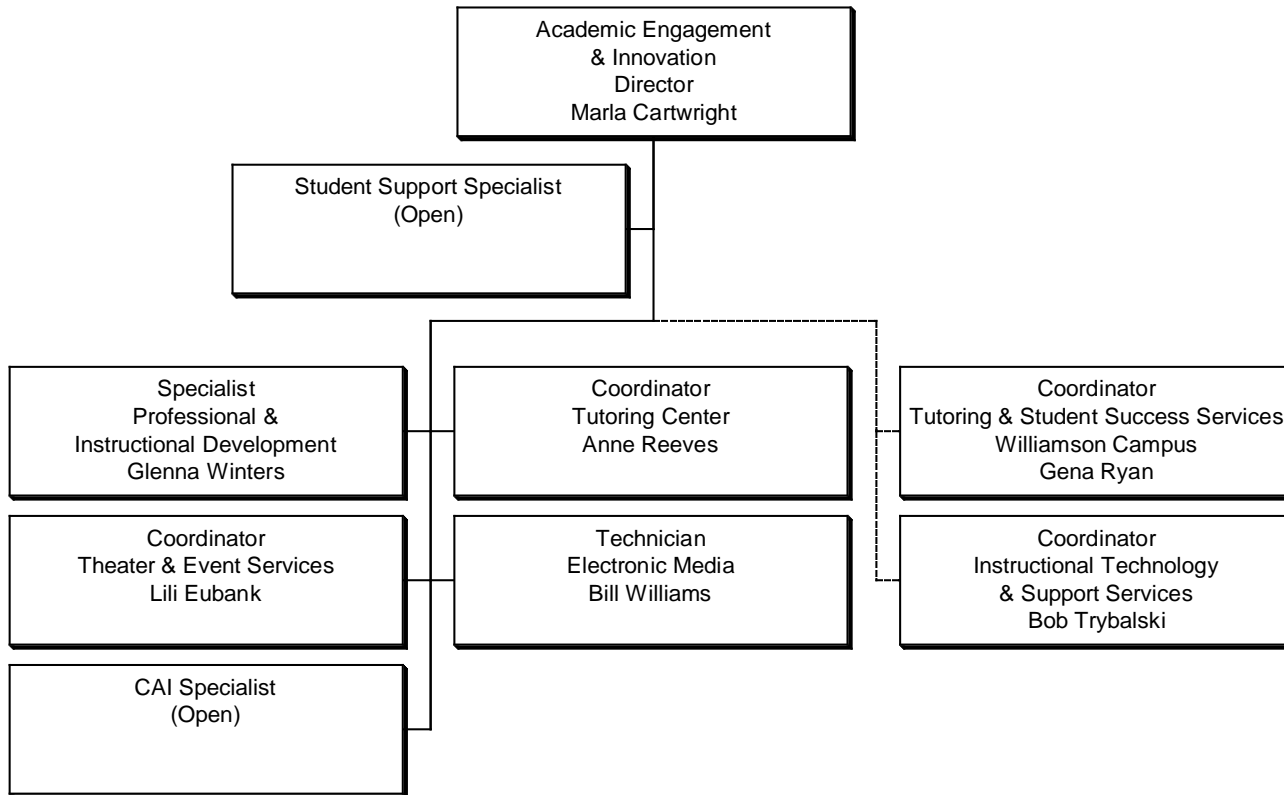 Academic Engagement
& Innovation
Director
Marla Cartwright
Student Support Specialist
(Open)
Specialist
Professional &
Instructional Development
Glenna Winters
Coordinator
Tutoring Center
Anne Reeves
Coordinator
Tutoring & Student Success Services
Williamson Campus
Gena Ryan
Coordinator
Theater & Event Services
Lili Eubank
Technician
Electronic Media
Bill Williams
Coordinator
Instructional Technology
& Support Services
Bob Trybalski
CAI Specialist
(Open)